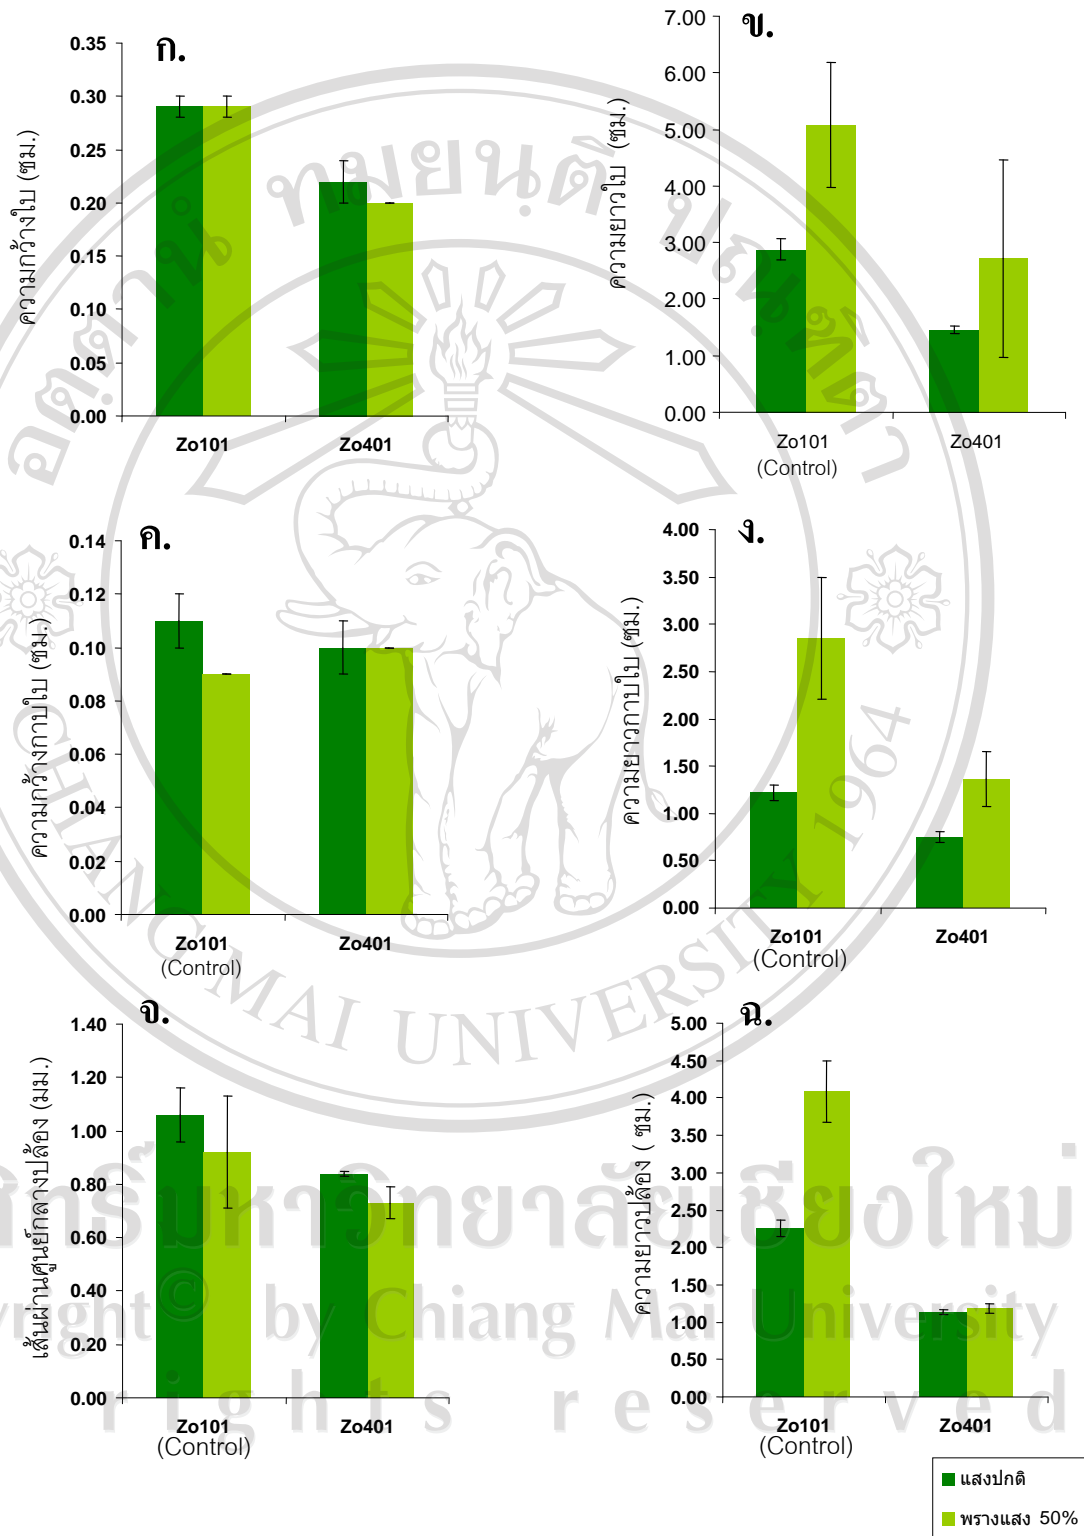 ก.
ความกว้างใบ (ซม.)
0.35
0.30
0.25
0.20
0.15
0.10
0.05
0.00
Zo101
Zo401
ข.
ความยาวใบ (ซม.)
7.00
6.00
5.00
4.00
3.00
2.00
1.00
0.00
Zo101
(Control)
Zo401
ค.
ความกว้างกาบใบ (ซม.)
0.14
0.12
0.10
0.08
0.06
0.04
0.02
0.00
Zo101
(Control)
Zo401
ง.
ความยาวกาบใบ (ซม.)
4.00
3.50
3.00
2.50
2.00
1.50
1.00
0.50
0.00
Zo101
(Control)
Zo401
จ.
เส้นผ่านศูนย์กลางปล้อง (มม.)
1.40
1.20
1.00
0.80
0.60
0.40
0.20
0.00
Zo101
(Control)
Zo401
ฉ.
ความยาวปล้อง ( ซม.)
5.00
4.50
4.00
3.50
3.00
2.50
2.00
1.50
1.00
0.50
0.00
Zo101
(Control)
Zo401
แสงปกติ
พรางแสง 50%
CHIANG MAI UNIVERSITY 1964
by Chiang Mai University
rights reserved